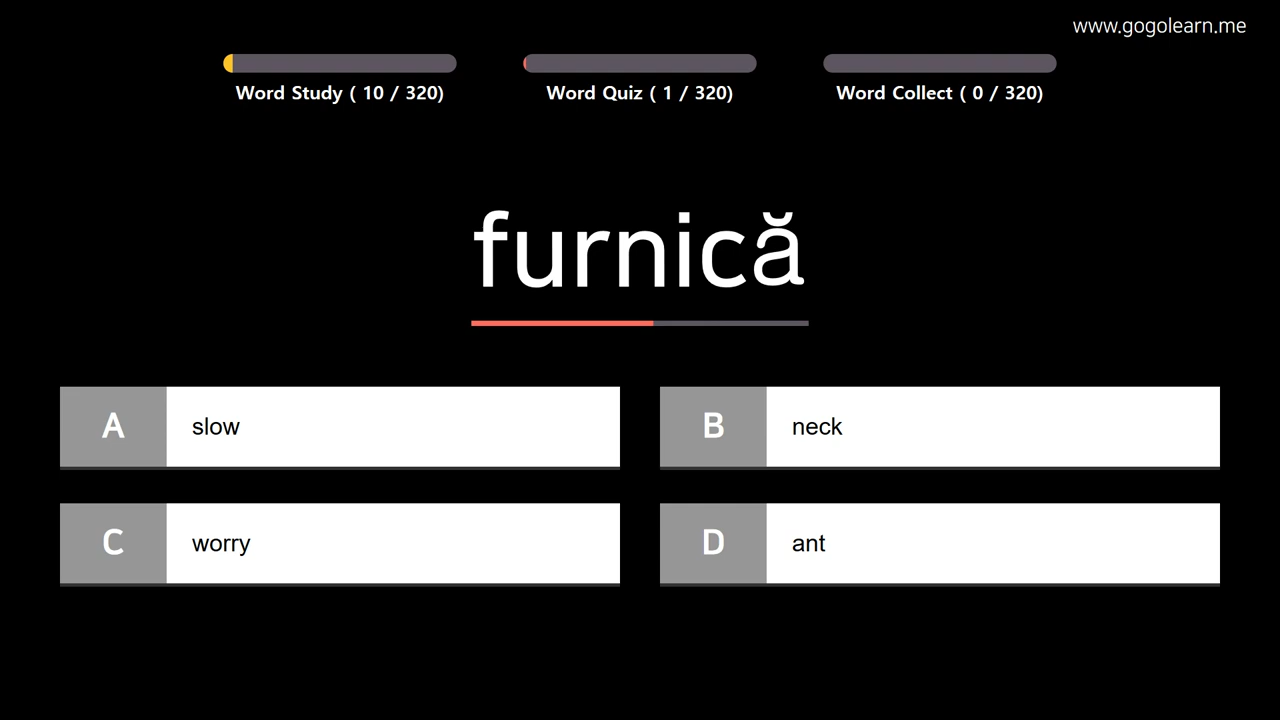 www.gogolearn.me
Word Study ( 10 / 320)
Word Quiz ( 1 / 320)
Word Collect ( 0 / 320)
furnică
A slow
B neck
C worry
D ant